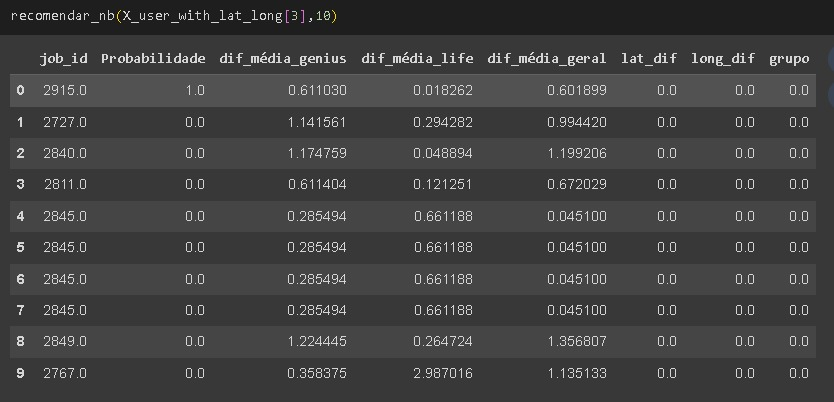 recomendar_nb(X_user_with_lat_long[3],10)
job_id Probabilidade dif_média_genius dif_média_life dif_média_geral lat_dif long_dif grupo
0 2915.0 1.0 0.611030 0.018262 0.601899 0.0 0.0 0.0
1 2727.0 0.0 1.141561 0.294282 0.994420 0.0 0.0 0.0
2 2840.0 0.0 1.174759 0.048894 1.199206 0.0 0.0 0.0
3 2811.0 0.0 0.611404 0.121251 0.672029 0.0 0.0 0.0
4 2845.0 0.0 0.285494 0.661188 0.045100 0.0 0.0 0.0
5 2845.0 0.0 0.285494 0.661188 0.045100 0.0 0.0 0.0
6 2845.0 0.0 0.285494 0.661188 0.045100 0.0 0.0 0.0
7 2845.0 0.0 0.285494 0.661188 0.045100 0.0 0.0 0.0
8 2849.0 0.0 1.224445 0.264724 1.356807 0.0 0.0 0.0
9 2767.0 0.0 0.358375 2.987016 1.135133 0.0 0.0 0.0